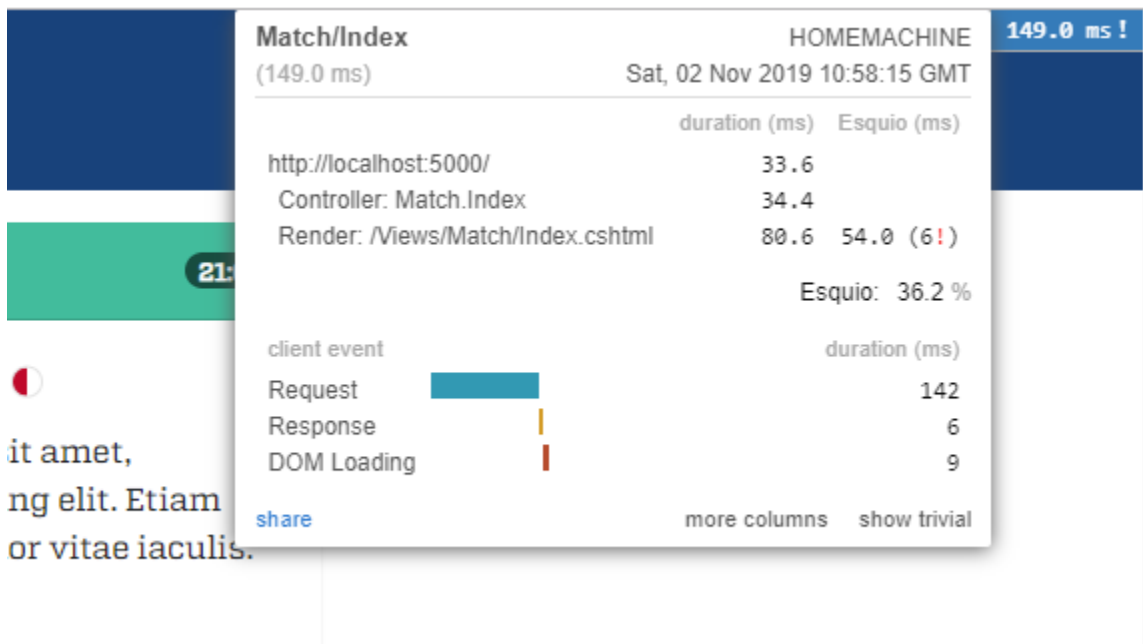 Match/Index HOMEMACHINE 149.0 ms!
(149.0 ms) Sat, 02 Nov 2019 10:58:15 GMT
duration (ms) Esquio (ms)
http://localhost:5000/ 33.6
Controller: Match.Index 34.4
Render: /Views/Match/Index.cshtml 80.6 54.0 (6!)
21:
Esquio: 36.2 %
client event duration (ms)
Request 142
Response 6
DOM Loading 9
sit amet,
ng elit. Etiam
or vitae iaculis.
share more columns show trivial